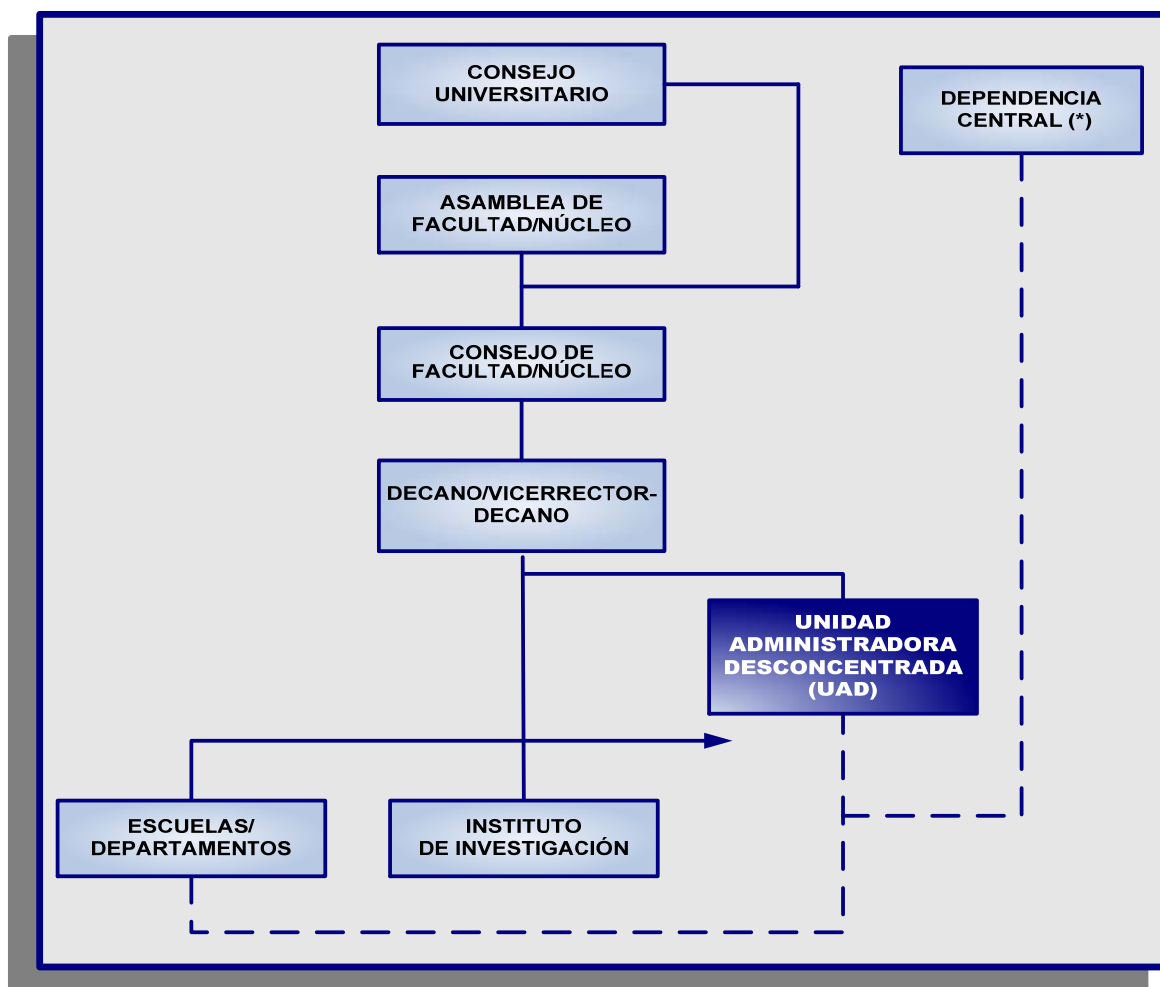 CONSEJO
UNIVERSITARIO
DEPENDENCIA
CENTRAL (*)
ASAMBLEA DE
FACULTAD/NÚCLEO
CONSEJO DE
FACULTAD/NÚCLEO
DECANO/VICERRECTOR-
DECANO
UNIDAD
ADMINISTRADORA
DESCONCENTRADA
(UAD)
ESCUELAS/
DEPARTAMENTOS
INSTITUTO
DE INVESTIGACIÓN